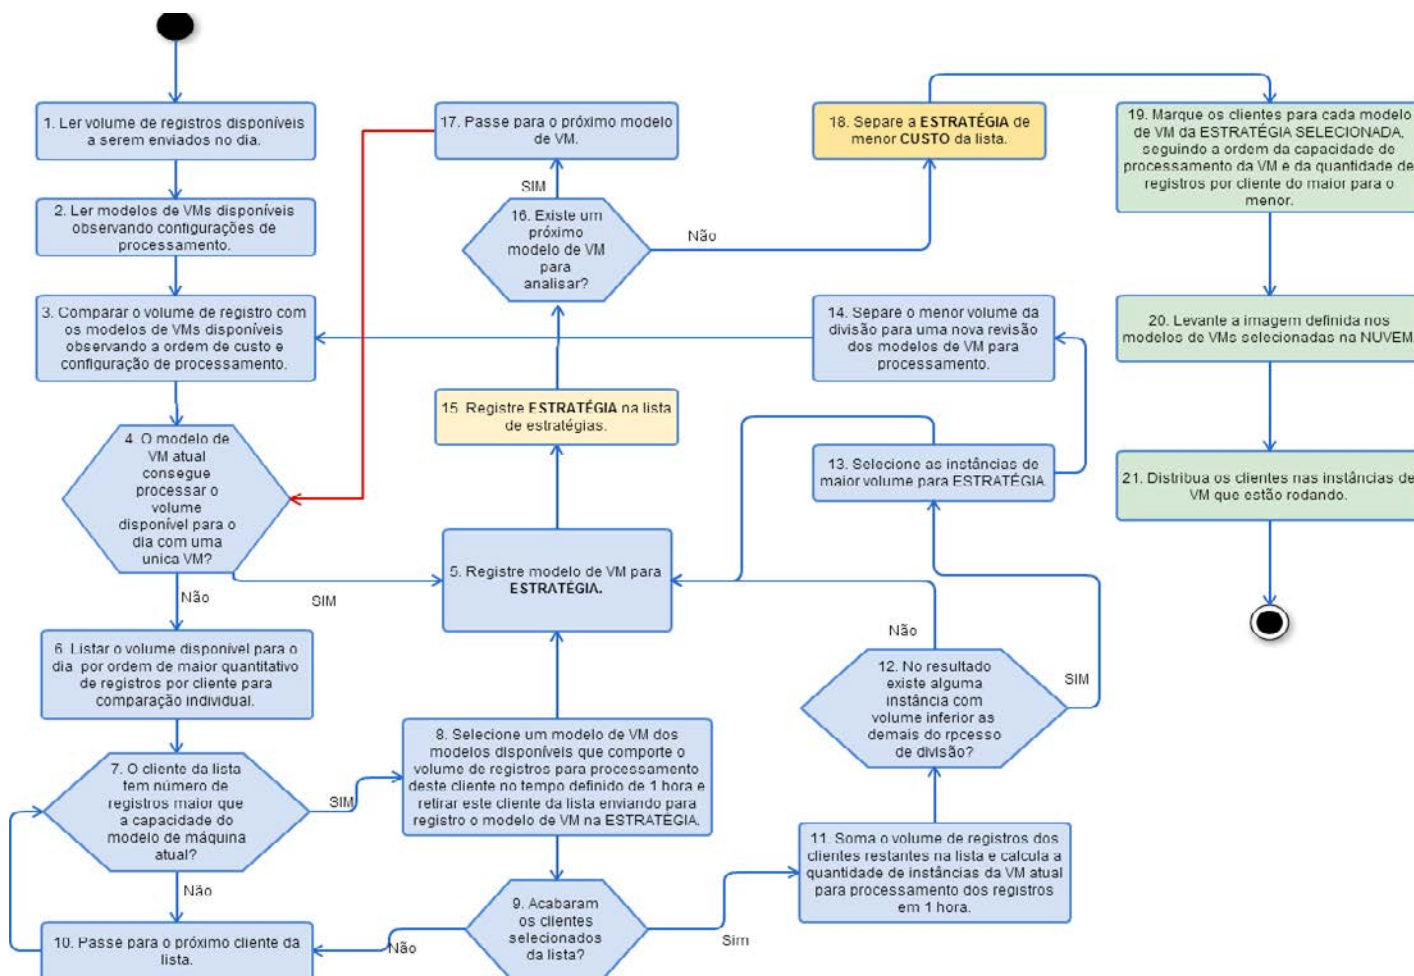 1. Ler volume de registros disponíveis
a serem enviados no dia.
2. Ler modelos de VMs disponíveis
observando configurações de
processamento.
3. Comparar o volume de registro com
os modelos de VMs disponíveis
observando a ordem de custo e
configuração de processamento.
4. O modelo de
VM atual
consegue
processar o
volume
disponível para o
dia com uma
unica VM?
Não
SIM
5. Registre modelo de VM para
ESTRATÉGIA.
6. Listar o volume disponível para o
dia por ordem de maior quantitativo
de registros por cliente para
comparação individual.
7. O cliente da lista
tem número de
registros maior que
a capacidade do
modelo de máquina
atual?
SIM
Não
8. Selecione um modelo de VM dos
modelos disponíveis que comporte o
volume de registros para processamento
deste cliente no tempo definido de 1 hora e
retirar este cliente da lista enviando para
registro o modelo de VM na ESTRATÉGIA.
9. Acabaram
os clientes
selecionados
da lista?
Não
Sim
10. Passe para o próximo cliente da
lista.
11. Soma o volume de registros dos
clientes restantes na lista e calcula a
quantidade de instâncias da VM atual
para processamento dos registros
em 1 hora.
12. No resultado
existe alguma
instância com
volume inferior as
demais do rpcesso
de divisão?
Não
SIM
13. Selecione as instâncias de
maior volume para ESTRATÉGIA.
14. Separe o menor volume da
divisão para uma nova revisão
dos modelos de VM para
processamento.
15. Registre ESTRATÉGIA na lista
de estratégias.
16. Existe um
próximo
modelo de VM
para
analisar?
SIM
Não
17. Passe para o próximo modelo
de VM.
18. Separe a ESTRATÉGIA de
menor CUSTO da lista.
19. Marque os clientes para cada modelo
de VM da ESTRATÉGIA SELECIONADA,
seguindo a ordem da capacidade de
processamento da VM e da quantidade de
registros por cliente do maior para o
menor.
20. Levante a imagem definida nos
modelos de VMs selecionadas na NUVEM.
21. Distribua os clientes nas instâncias de
VM que estão rodando.